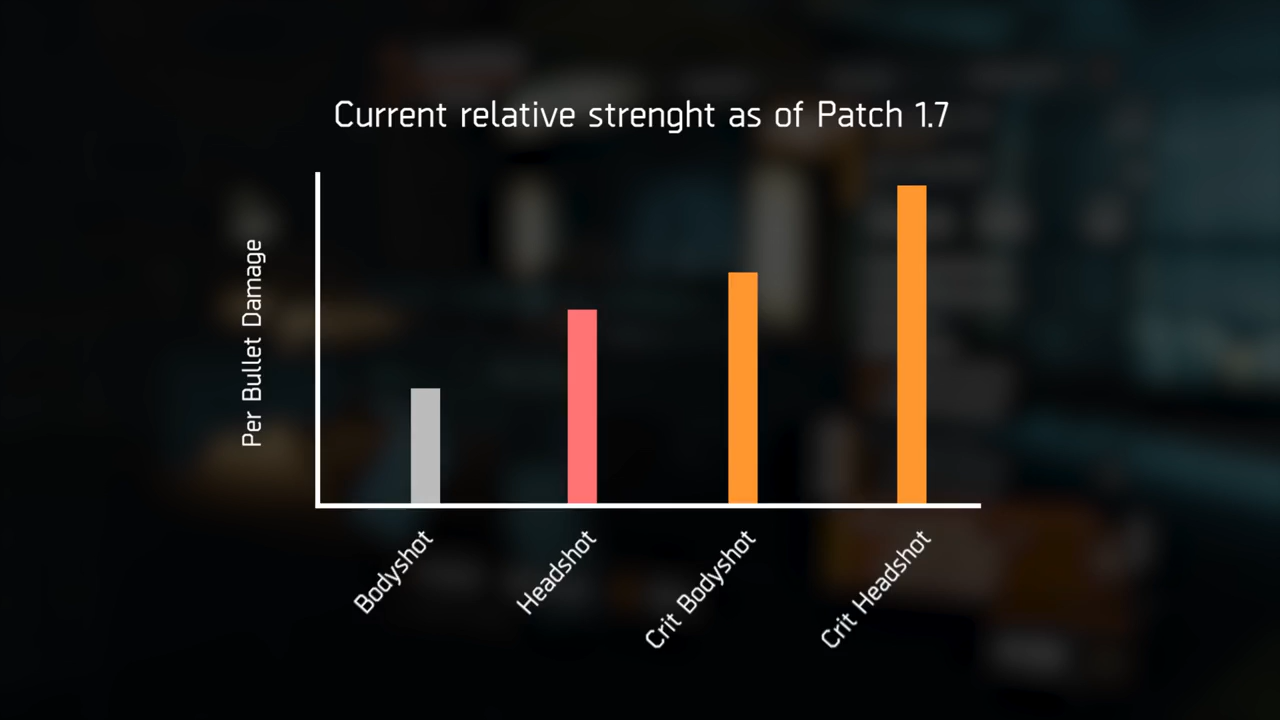 Current relative strenght as of Patch 1.7
Per Bullet Damage
Bodyshot
Headshot
Crit Bodyshot
Crit Headshot